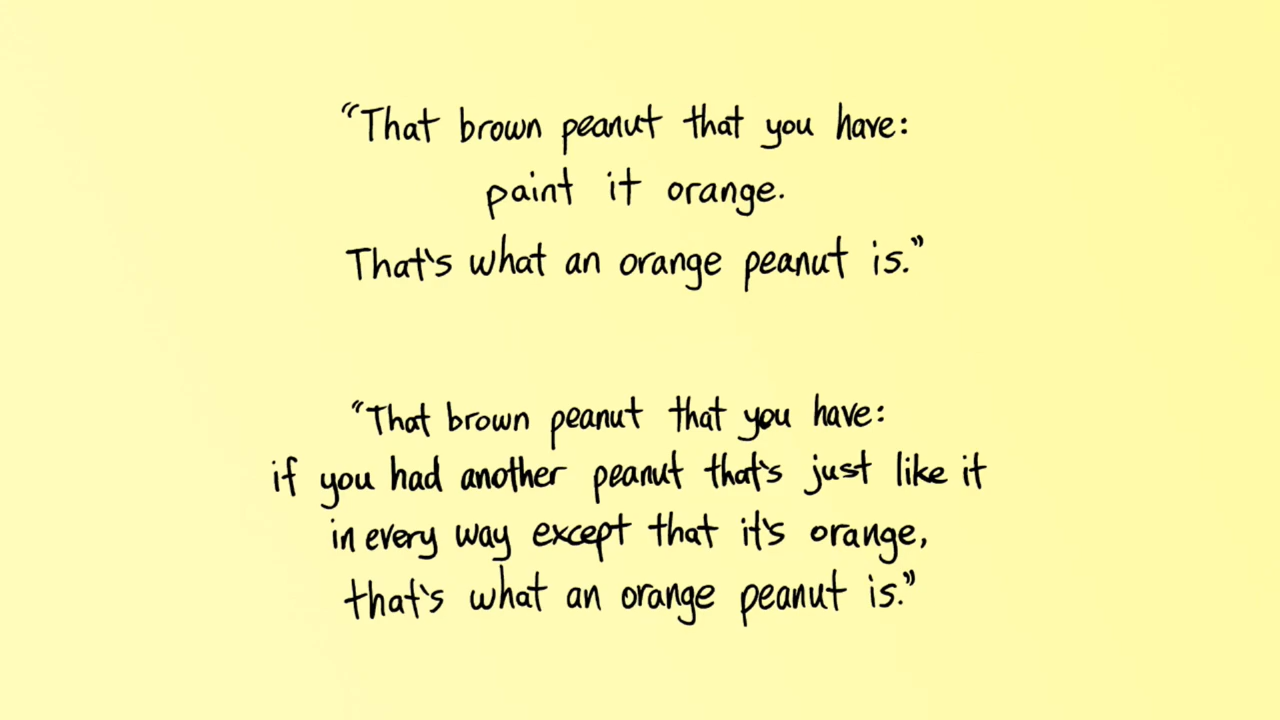 “That brown peanut that you have:
paint it orange.
That's what an orange peanut is.”
“That brown peanut that you have:
if you had another peanut that's just like it
in every way except that it's orange,
that's what an orange peanut is.”